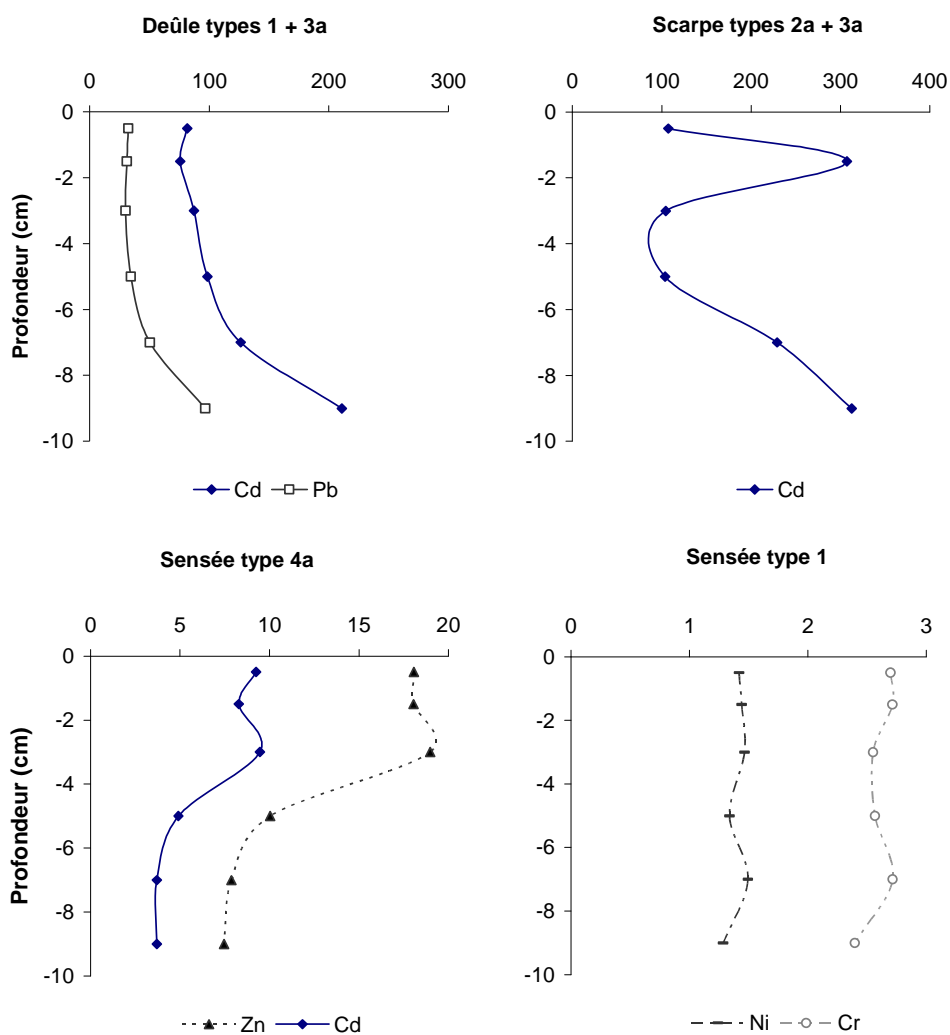 Deûle types 1 + 3a
0 100 200 300
0
-2
-4
-6
-8
-10
Profondeur (cm)
Cd Pb
Scarpe types 2a + 3a
0 100 200 300 400
0
-2
-4
-6
-8
-10
Cd
Sensée type 4a
0 5 10 15 20
0
-2
-4
-6
-8
-10
Profondeur (cm)
Zn Cd
Sensée type 1
0 1 2 3
0
-2
-4
-6
-8
-10
Ni Cr